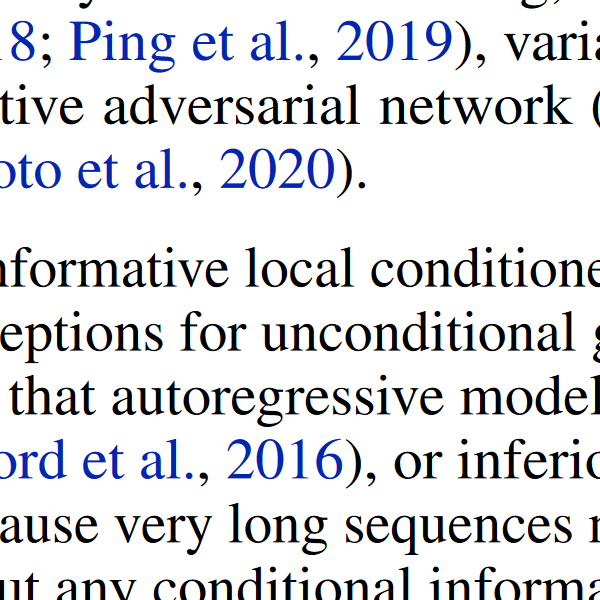 18; Ping et al., 2019), varia
tive adversarial network (
oto et al., 2020).
nformative local conditione
eptions for unconditional g
that autoregressive model
ord et al., 2016), or inferio
ause very long sequences
ut any conditional informa